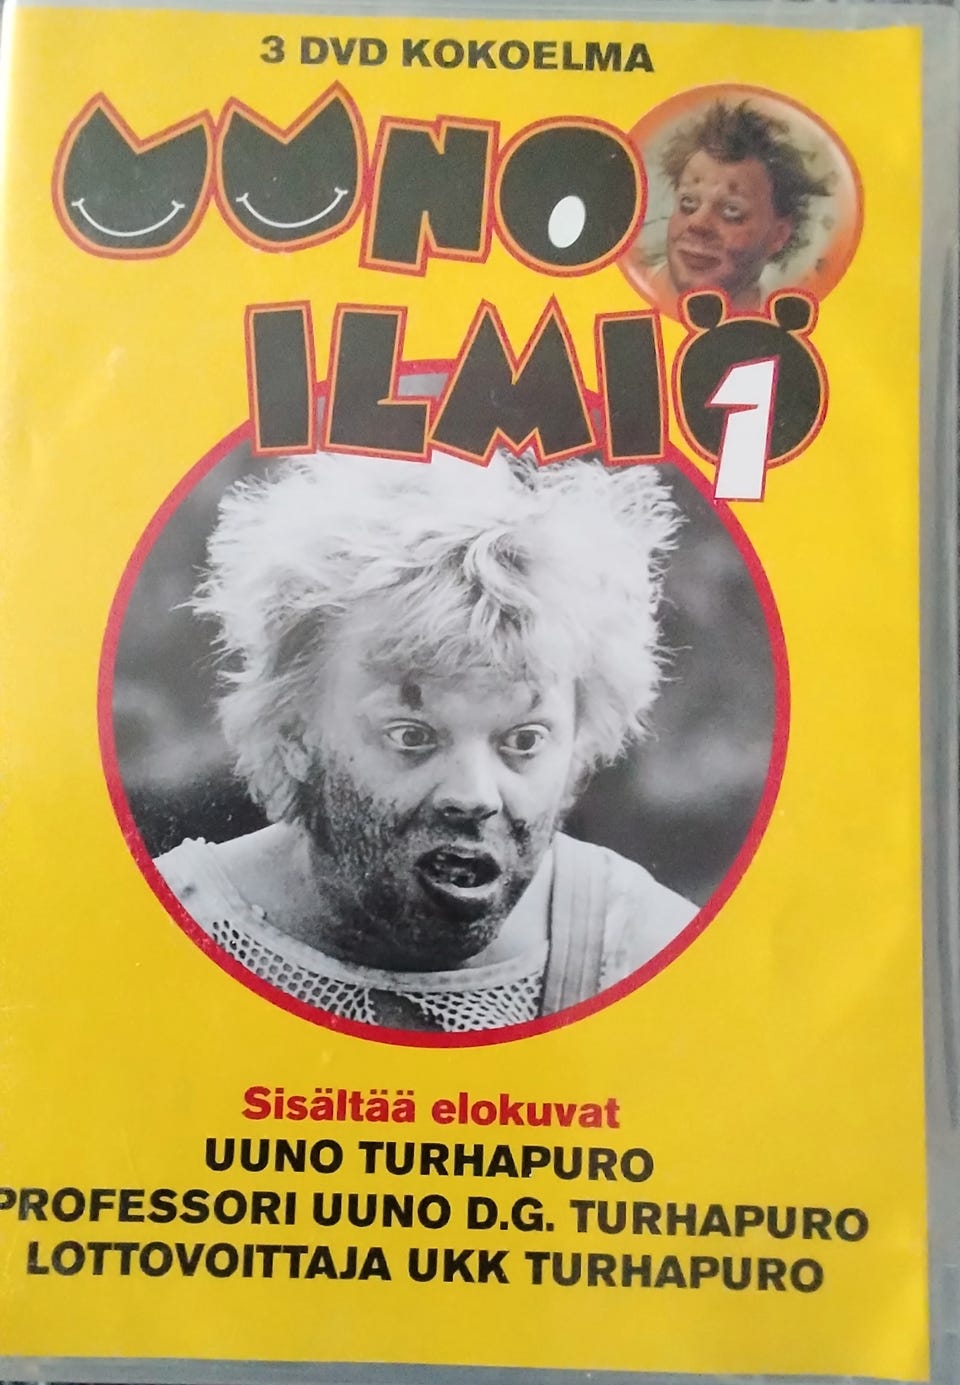 3 DVD KOKOELMA
UUNO
ILMIÖ
1
Sisältää elokuvat
UUNO TURHAPURO
PROFESSORI UUNO D.G. TURHAPURO
LOTTOVOITTAJA UKK TURHAPURO